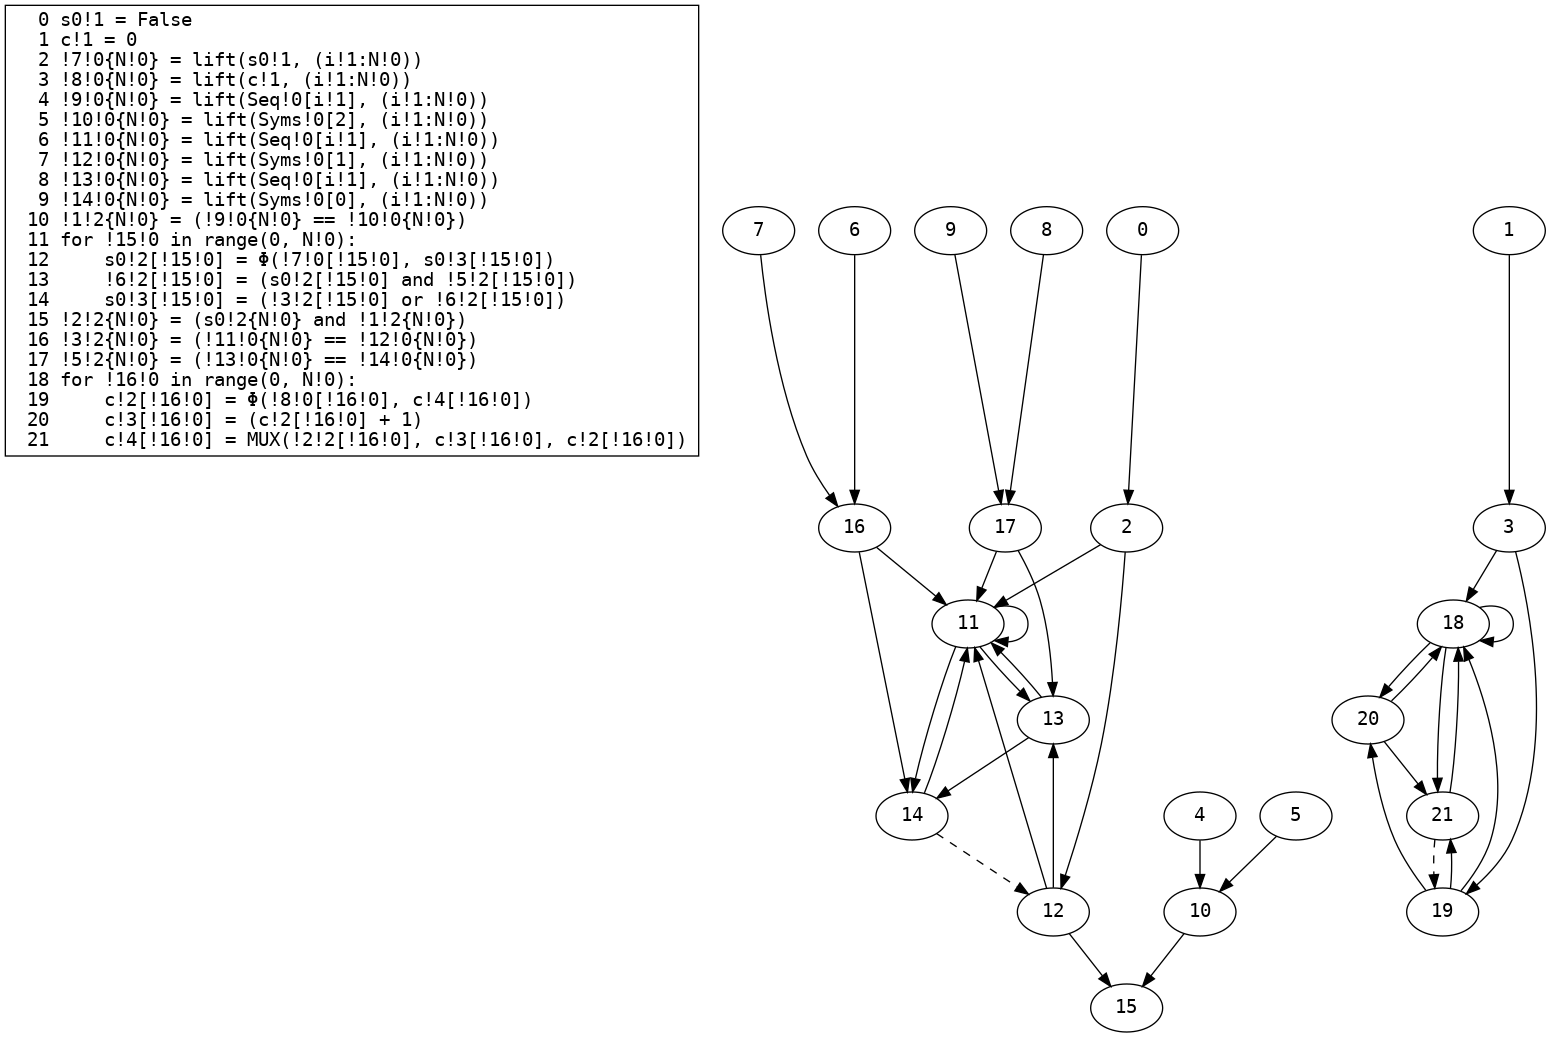 0 s0!1 = False
1 c!1 = 0
2 !7!0{N!0} = lift(s0!1, (i!1:N!0))
3 !8!0{N!0} = lift(c!1, (i!1:N!0))
4 !9!0{N!0} = lift(Seq!0[i!1], (i!1:N!0))
5 !10!0{N!0} = lift(Syms!0[2], (i!1:N!0))
6 !11!0{N!0} = lift(Seq!0[i!1], (i!1:N!0))
7 !12!0{N!0} = lift(Syms!0[1], (i!1:N!0))
8 !13!0{N!0} = lift(Seq!0[i!1], (i!1:N!0))
9 !14!0{N!0} = lift(Syms!0[0], (i!1:N!0))
10 !1!2{N!0} = (!9!0{N!0} == !10!0{N!0})
11 for !15!0 in range(0, N!0):
12     s0!2[!15!0] = Φ(!7!0[!15!0], s0!3[!15!0])
13     !6!2[!15!0] = (s0!2[!15!0] and !5!2[!15!0])
14     s0!3[!15!0] = (!3!2[!15!0] or !6!2[!15!0])
15 !2!2{N!0} = (s0!2{N!0} and !1!2{N!0})
16 !3!2{N!0} = (!11!0{N!0} == !12!0{N!0})
17 !5!2{N!0} = (!13!0{N!0} == !14!0{N!0})
18 for !16!0 in range(0, N!0):
19     c!2[!16!0] = Φ(!8!0[!16!0], c!4[!16!0])
20     c!3[!16!0] = (c!2[!16!0] + 1)
21     c!4[!16!0] = MUX(!2!2[!16!0], c!3[!16!0], c!2[!16!0])
7 6 9 8 0 1
16 17 2 3
11 18
13 20
14 4 5 21
12 10 19
15